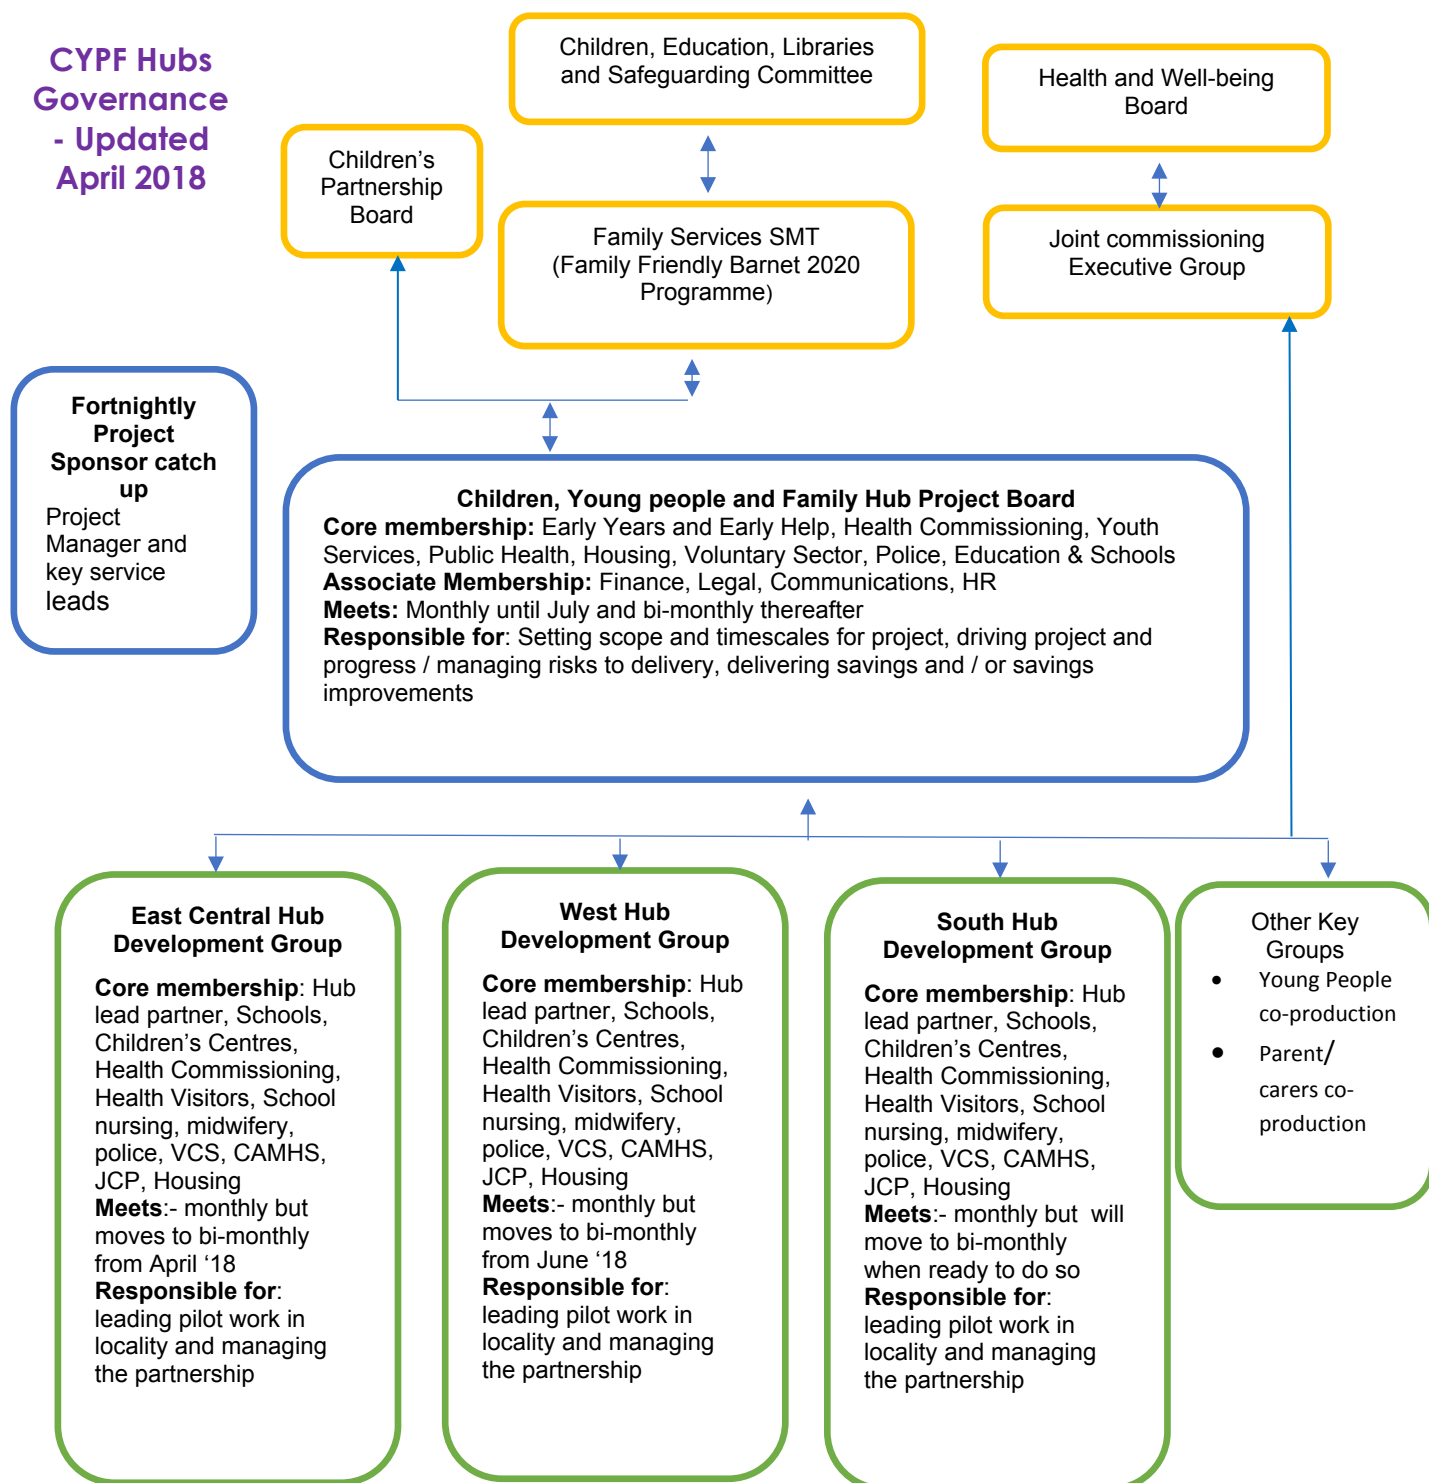 CYPF Hubs
Governance
- Updated
April 2018
Children, Education, Libraries
and Safeguarding Committee
Health and Well-being
Board
Children’s
Partnership
Board
Family Services SMT
(Family Friendly Barnet 2020
Programme)
Joint commissioning
Executive Group
Fortnightly
Project
Sponsor catch
up
Project
Manager and
key service
leads
Children, Young people and Family Hub Project Board
Core membership: Early Years and Early Help, Health Commissioning, Youth
Services, Public Health, Housing, Voluntary Sector, Police, Education & Schools
Associate Membership: Finance, Legal, Communications, HR
Meets: Monthly until July and bi-monthly thereafter
Responsible for: Setting scope and timescales for project, driving project and
progress / managing risks to delivery, delivering savings and / or savings
improvements
East Central Hub
Development Group
Core membership: Hub
lead partner, Schools,
Children’s Centres,
Health Commissioning,
Health Visitors, School
nursing, midwifery,
police, VCS, CAMHS,
JCP, Housing
Meets:- monthly but
moves to bi-monthly
from April ‘18
Responsible for:
leading pilot work in
locality and managing
the partnership
West Hub
Development Group
Core membership: Hub
lead partner, Schools,
Children’s Centres,
Health Commissioning,
Health Visitors, School
nursing, midwifery,
police, VCS, CAMHS,
JCP, Housing
Meets:- monthly but
moves to bi-monthly
from June ‘18
Responsible for:
leading pilot work in
locality and managing
the partnership
South Hub
Development Group
Core membership: Hub
lead partner, Schools,
Children’s Centres,
Health Commissioning,
Health Visitors, School
nursing, midwifery,
police, VCS, CAMHS,
JCP, Housing
Meets:- monthly but will
move to bi-monthly
when ready to do so
Responsible for:
leading pilot work in
locality and managing
the partnership
Other Key
Groups
• Young People
co-production
• Parent/
carers co-
production